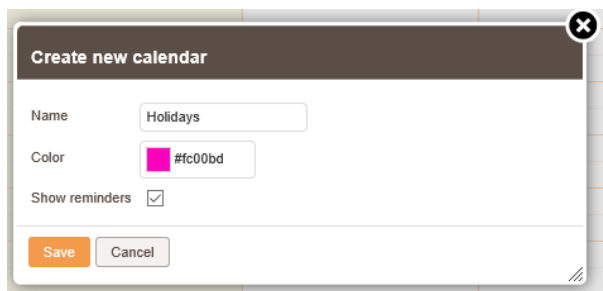 Create new calendar
Name Holidays
Color #fc00bd
Show reminders
Save Cancel